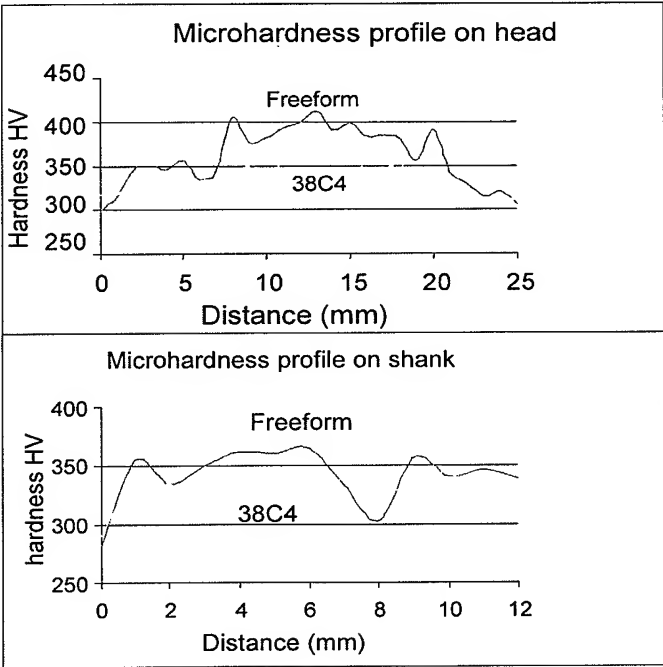 Microhardness profile on head
Hardness HV
450
400
350
300
250
Freeform
38C4
0 5 10 15 20 25
Distance (mm)
Microhardness profile on shank
hardness HV
400
350
300
250
Freeform
38C4
0 2 4 6 8 10 12
Distance (mm)